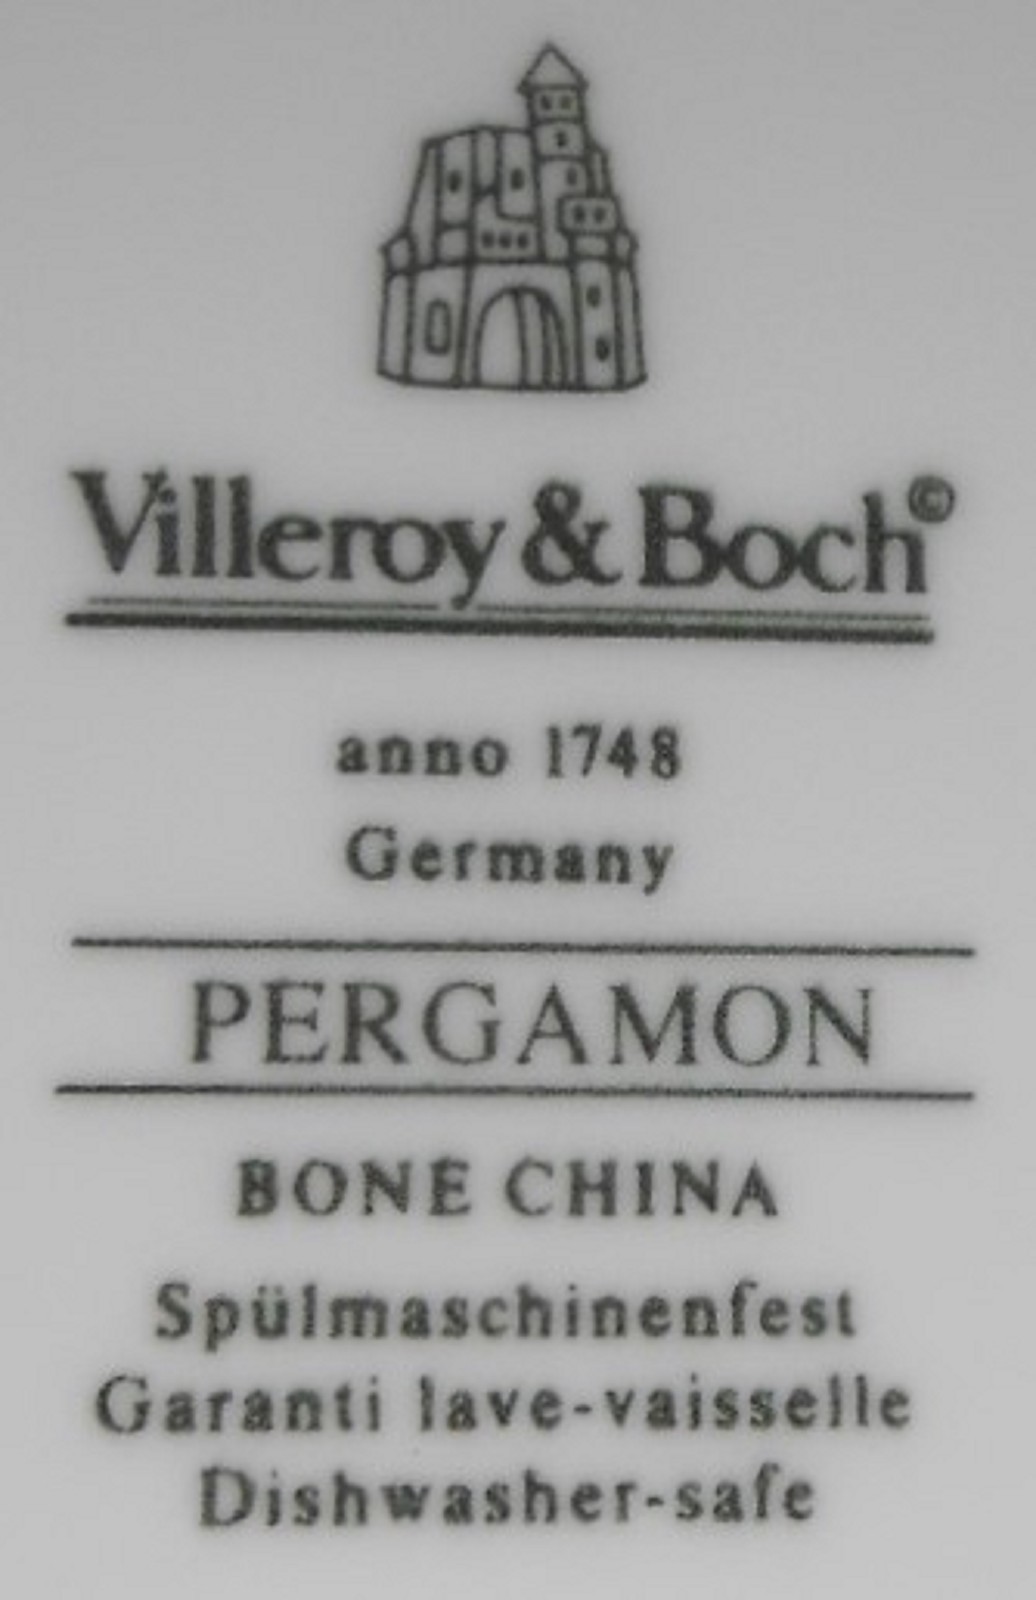 Villeroy & Boch©
anno 1748
Germany
PERGAMON
BONE CHINA
Spülmaschinenfest
Garanti lave-vaisselle
Dishwasher-safe